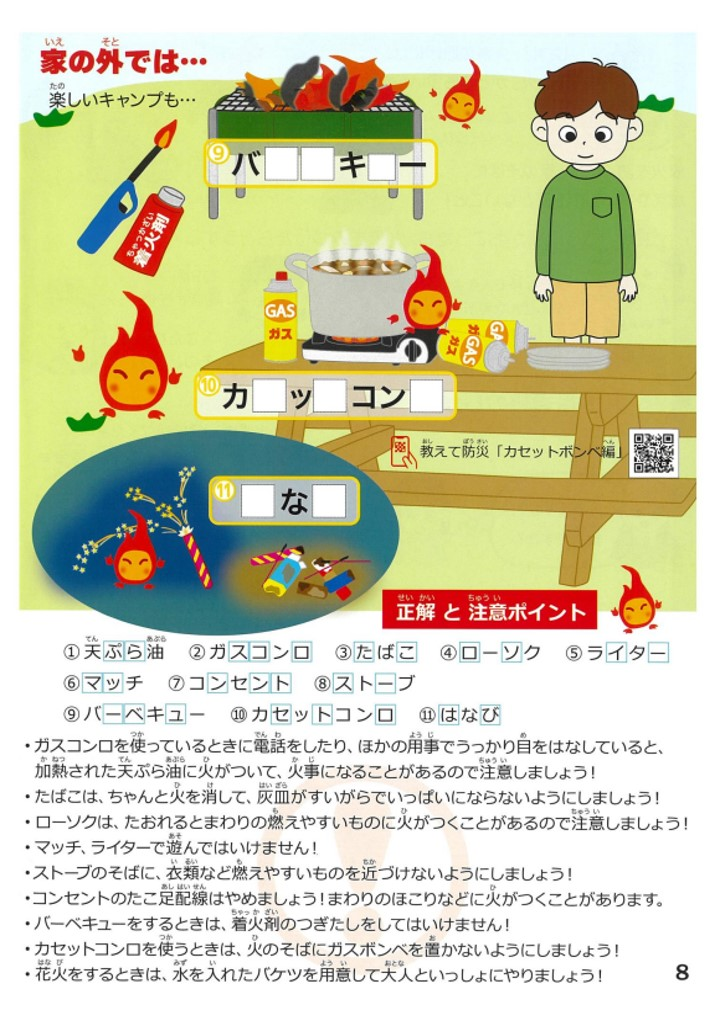 家の外では…
楽しいキャンプも…
⑨バ□□キ□ー
着火剤
GAS
ガス
GAS
ガス
GAS
ガス
⑩カ□ッ□コン□
教えて防災「カセットボンベ編」
⑪□な□
正解と注意ポイント
①天ぷら油 ②ガスコンロ ③たばこ ④ローソク ⑤ライター
⑥マッチ ⑦コンセント ⑧ストーブ
⑨バーベキュー ⑩カセットコンロ ⑪はなび
・ガスコンロを使っているときに電話をしたり、ほかの用事でうっかり目をはなしていると、
加熱された天ぷら油に火がついて、火事になることがあるので注意しましょう!
・たばこは、ちゃんと火を消して、灰皿がすいがらでいっぱいにならないようにしましょう!
・ローソクは、たおれるとまわりの燃えやすいものに火がつくことがあるので注意しましょう!
・マッチ、ライターで遊んではいけません!
・ストーブのそばに、衣類など燃えやすいものを近づけないようにしましょう!
・コンセントのたこ足配線はやめましょう!まわりのほこりなどに火がつくことがあります。
・バーベキューをするときは、着火剤のつぎたしをしてはいけません!
・カセットコンロを使うときは、火のそばにガスボンベを置かないようにしましょう!
・花火をするときは、水を入れたバケツを用意して大人といっしょにやりましょう!
8